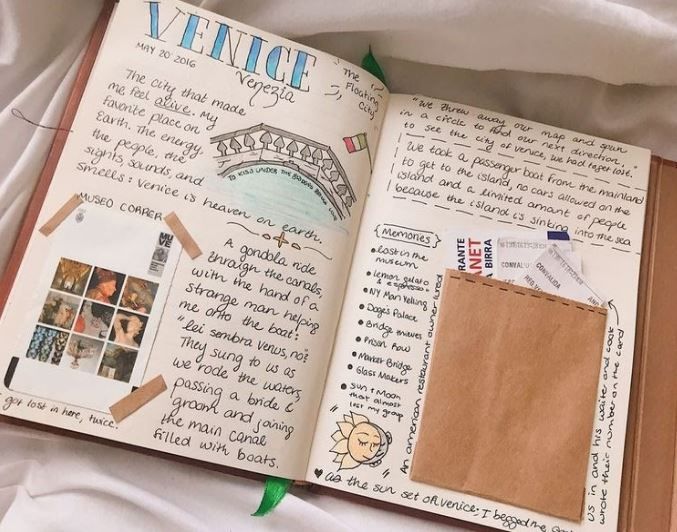 VENICE
MAY 20 2016
Venezia
"The
Floating
City"
The city that made
me feel alive. My
favorite place on
Earth. The energy,
the people, the
sights, sounds, and
smells: Venice is heaven on earth.
TO KISS UNDER THE BRIDGE
MUSEO CORRER
A gondola ride
through the canals,
with the hand of a
strange man helping
me onto the boat:
"lei sembra venus, no?"
They sung to us as
we rode the waters,
passing a bride &
groom and joining
the main canal
filled with boats.
got lost in here, twice.
"We threw away our map and spun
in a circle to find our next direction.
to see the city of venice, we had to get lost."
We took a passenger boat from the mainland
to get to the island, no cars allowed on the
island and a limited amount of people
because the island is sinking into the sea
{Memories}
• Lost in the
museum
• lemon gelato
& espresso
• NY Man Yelling
• Doge's Palace
• Bridge thieves
• Prison Row
• Market Bridge
• Glass Makers
• Sun + Moon
that almost
lost my group
RANTE
NET
BIRRA
CONVALIDA
An american restaurant owner lured
us in and his waiter and cook
wrote their number on the card
♥ as the sun set on venice, I begged me